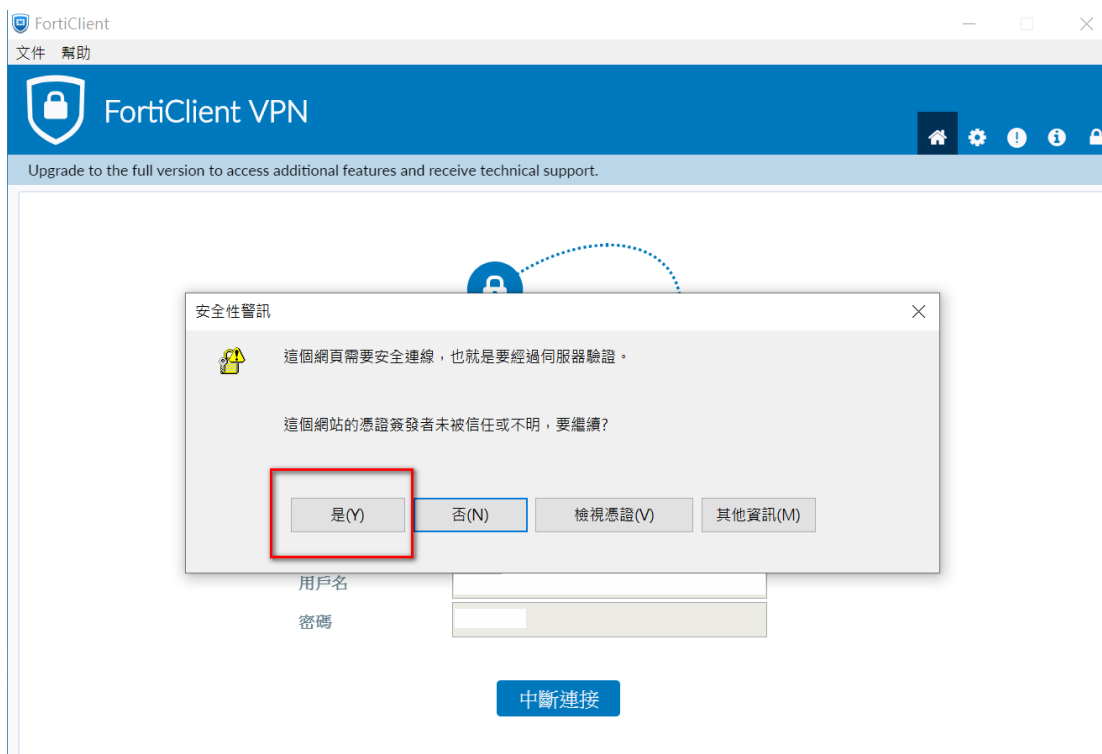 FortiClient
文件 幫助
FortiClient VPN
Upgrade to the full version to access additional features and receive technical support.
安全性警訊
這個網頁需要安全連線，也就是要經過伺服器驗證。
這個網站的憑證簽發者未被信任或不明，要繼續?
是(Y) 否(N) 檢視憑證(V) 其他資訊(M)
用戶名
密碼
中斷連接